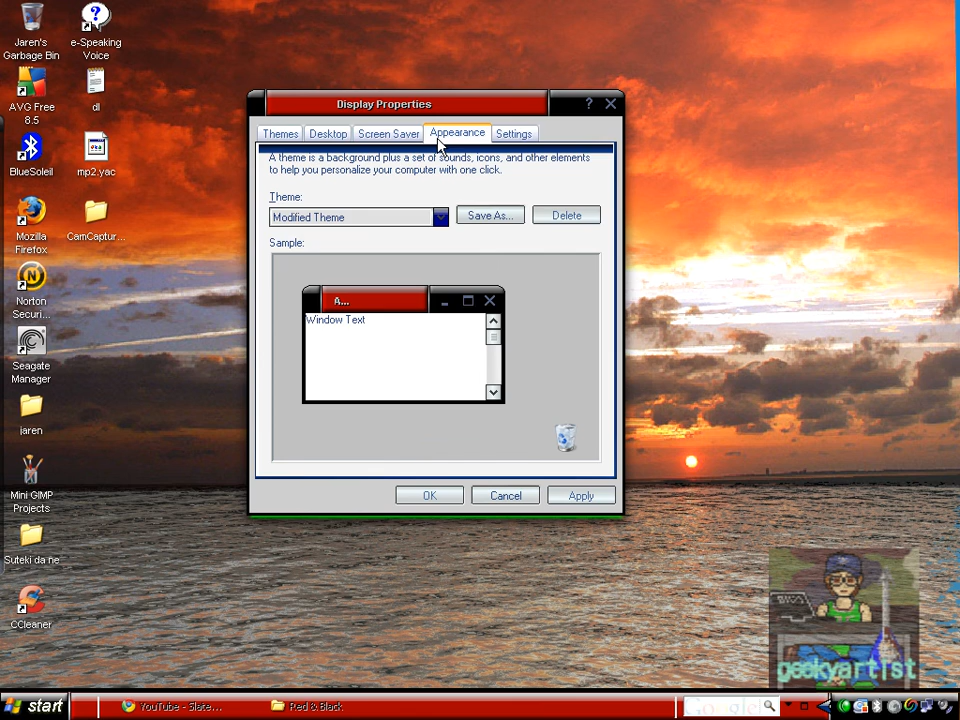 Jaren's
Garbage Bin
e-Speaking
Voice
AVG Free
8.5
dl
BlueSoleil
mp2.yac
Mozilla
Firefox
CamCaptur...
Norton
Securi...
Seagate
Manager
jaren
Mini GIMP
Projects
Suteki da ne
CCleaner
Display Properties
Themes Desktop Screen Saver Appearance Settings
A theme is a background plus a set of sounds, icons, and other elements
to help you personalize your computer with one click.
Theme:
Modified Theme Save As... Delete
Sample:
A...
Window Text
OK Cancel Apply
geekyartist
start YouTube - Slate... Red & Black Google